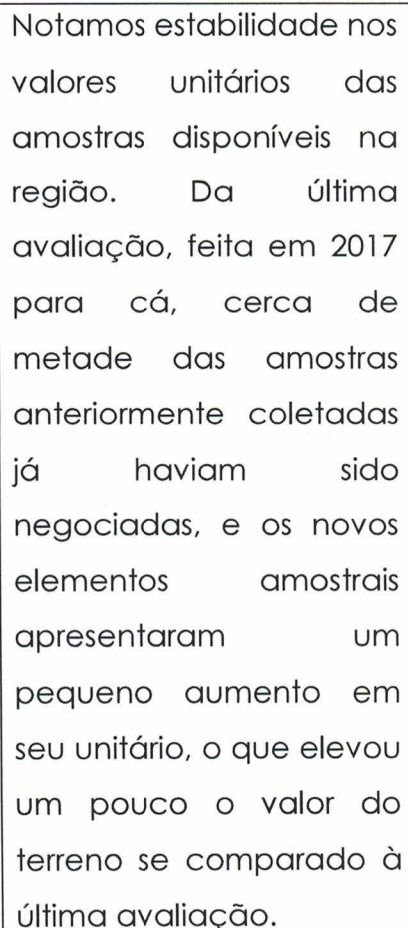 Notamos estabilidade nos
valores unitários das
amostras disponíveis na
região. Da última
avaliação, feita em 2017
para cá, cerca de
metade das amostras
anteriormente coletadas
já haviam sido
negociadas, e os novos
elementos amostrais
apresentaram um
pequeno aumento em
seu unitário, o que elevou
um pouco o valor do
terreno se comparado à
última avaliação.